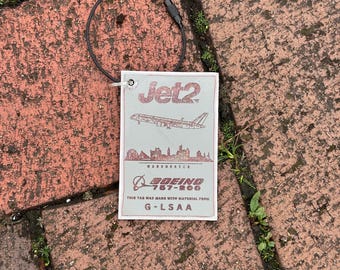 Jet2
MANCHESTER
BOEING
757-200
THIS TAG WAS MADE WITH MATERIAL FROM
G-LSAA